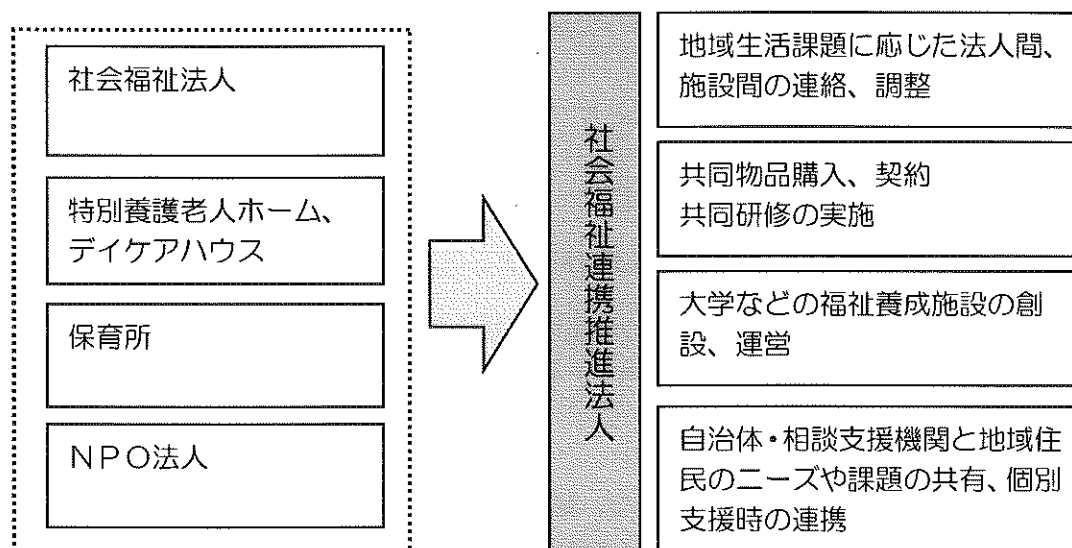 社会福祉法人
特別養護老人ホーム、
デイケアハウス
保育所
NPO法人
社会福祉連携推進法人
地域生活課題に応じた法人間、
施設間の連絡、調整
共同物品購入、契約
共同研修の実施
大学などの福祉養成施設の創
設、運営
自治体・相談支援機関と地域住
民のニーズや課題の共有、個別
支援時の連携